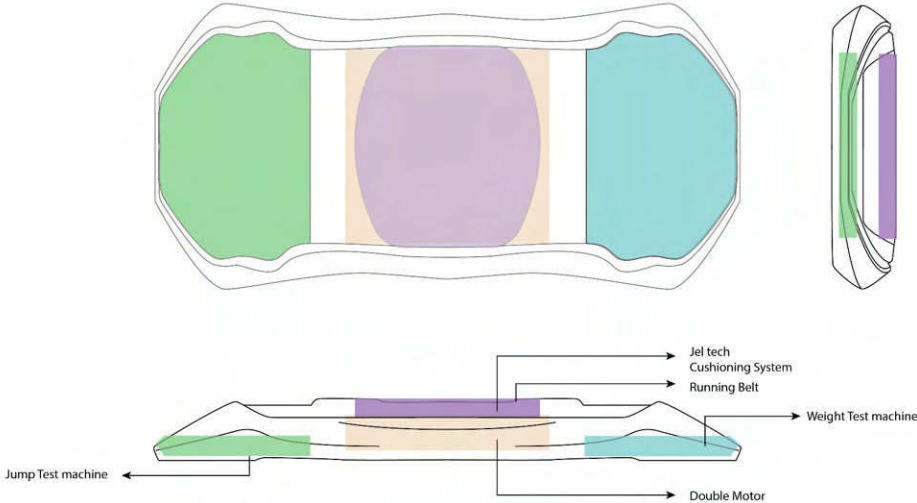 Jel tech
Cushioning System
Running Belt
Weight Test machine
Jump Test machine
Double Motor